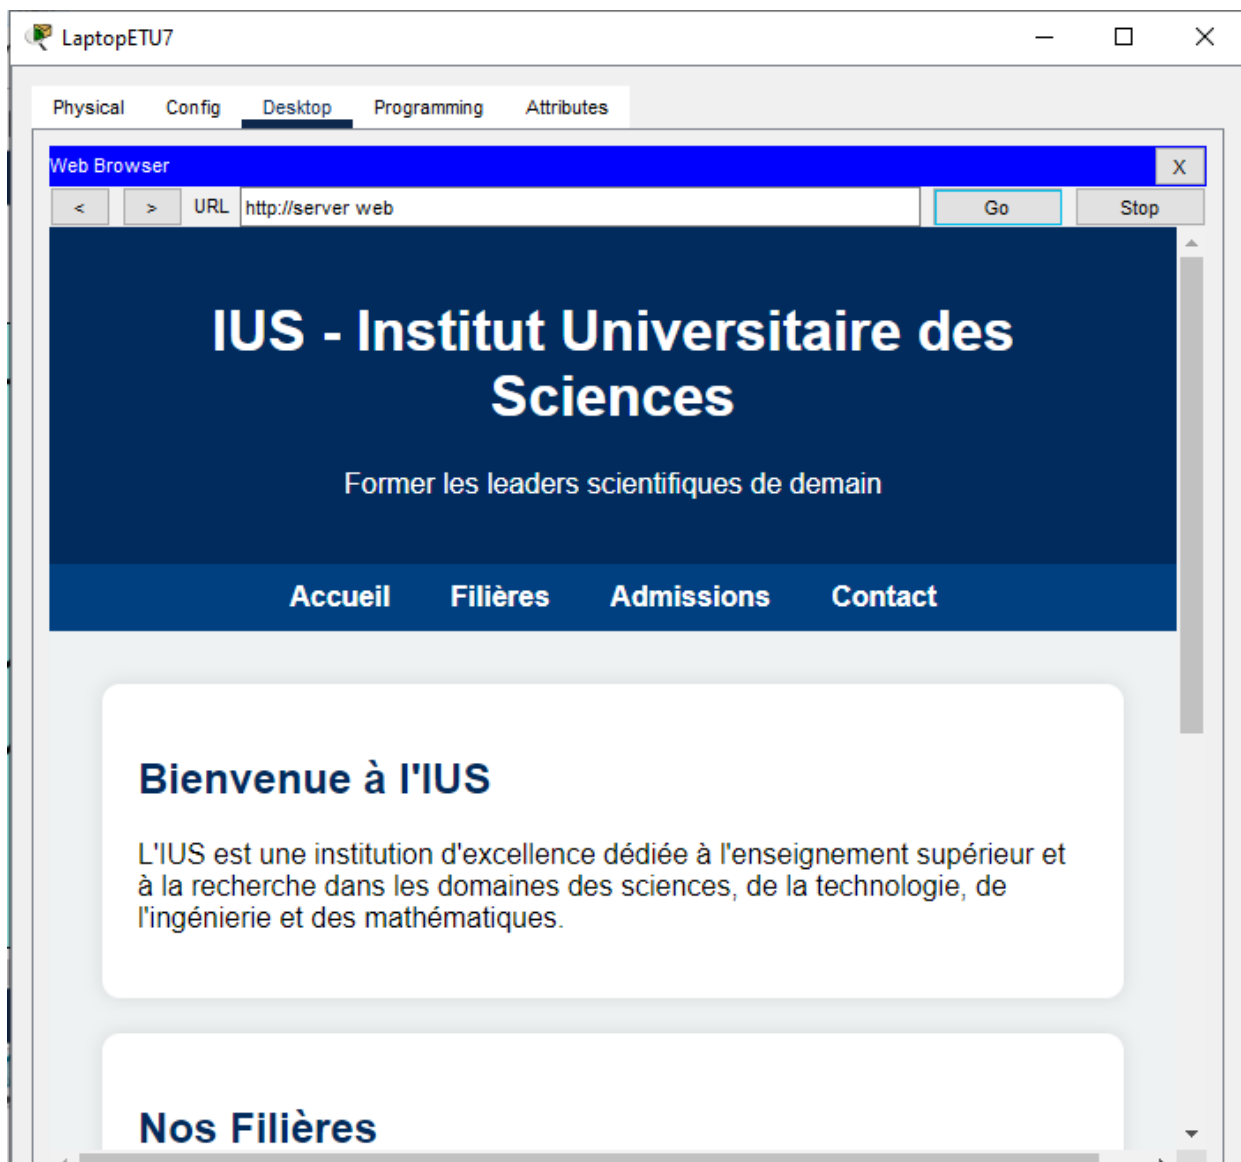 LaptopETU7
Physical Config Desktop Programming Attributes
Web Browser X
< > URL http://server web Go Stop
IUS - Institut Universitaire des
Sciences
Former les leaders scientifiques de demain
Accueil Filières Admissions Contact
Bienvenue à l'IUS
L'IUS est une institution d'excellence dédiée à l'enseignement supérieur et
à la recherche dans les domaines des sciences, de la technologie, de
l'ingénierie et des mathématiques.
Nos Filières